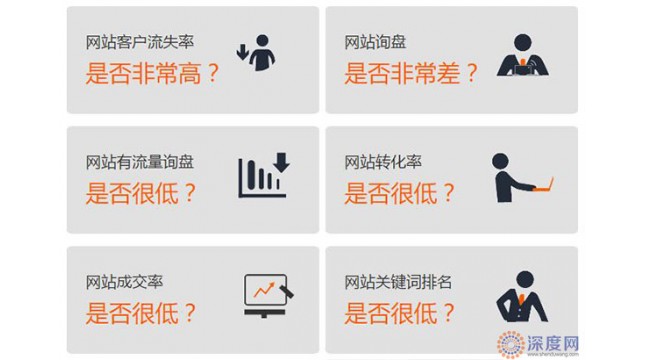 网站客户流失率
是否非常高？
网站询盘
是否非常差？
网站有流量询盘
是否很低？
网站转化率
是否很低？
网站成交率
是否很低？
网站关键词排名
是否很低？
深度网
www.shenduwang.com